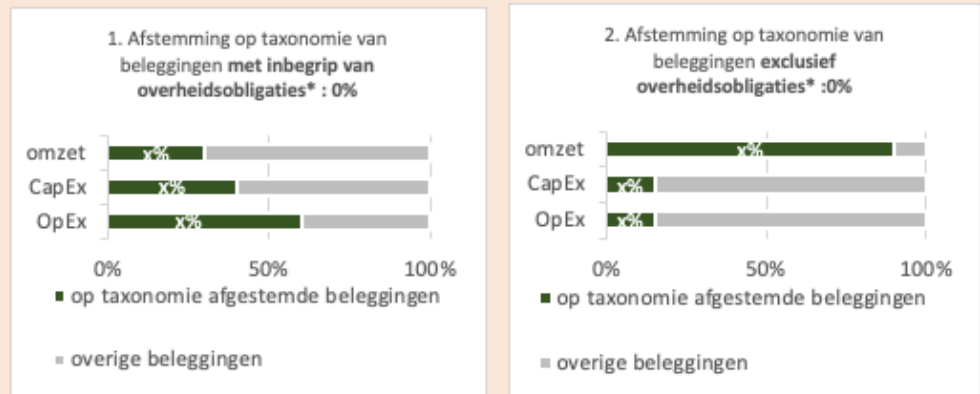 1. Afstemming op taxonomie van
beleggingen met inbegrip van
overheidsobligaties* : 0%
omzet
x%
CapEx
x%
OpEx
x%
0% 50% 100%
op taxonomie afgestemde beleggingen
overige beleggingen
2. Afstemming op taxonomie van
beleggingen exclusief
overheidsobligaties* :0%
omzet
x%
CapEx
x%
OpEx
x%
0% 50% 100%
op taxonomie afgestemde beleggingen
overige beleggingen